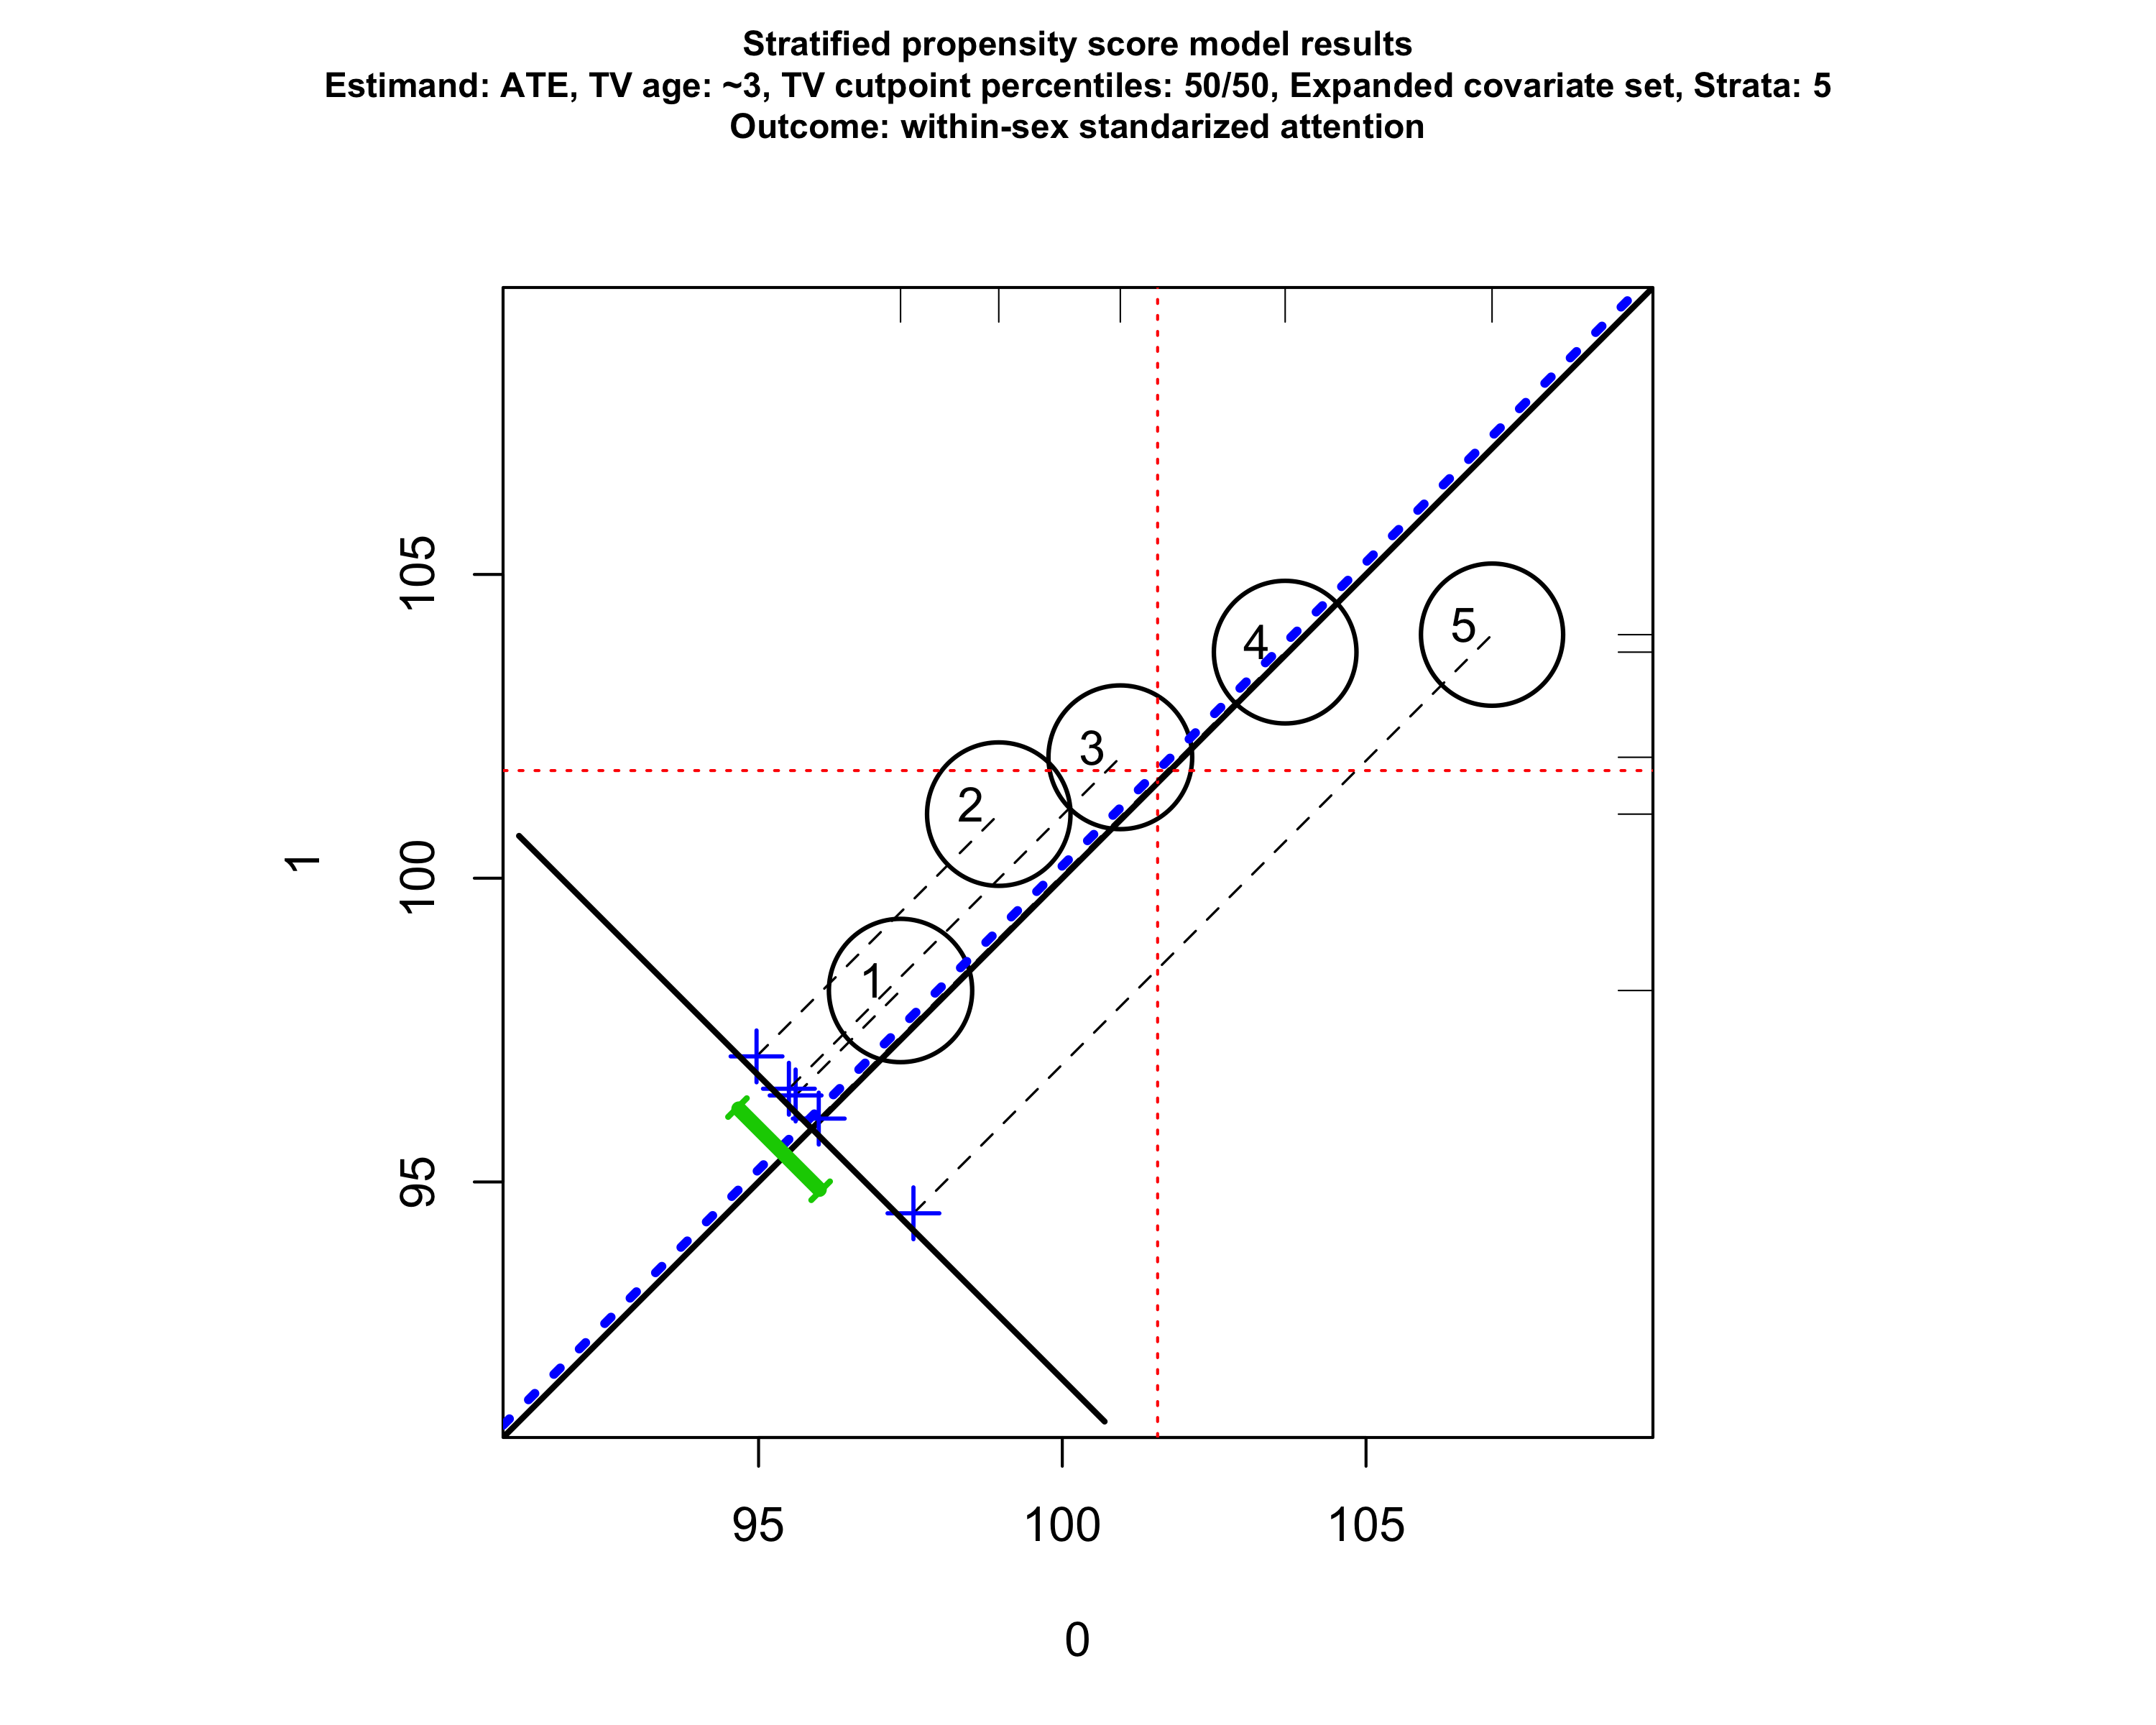 Stratified propensity score model results
Estimand: ATE, TV age: ~3, TV cutpoint percentiles: 50/50, Expanded covariate set, Strata: 5
Outcome: within-sex standarized attention
105
5
4
3
2
1
100
1
95
95 100 105
0